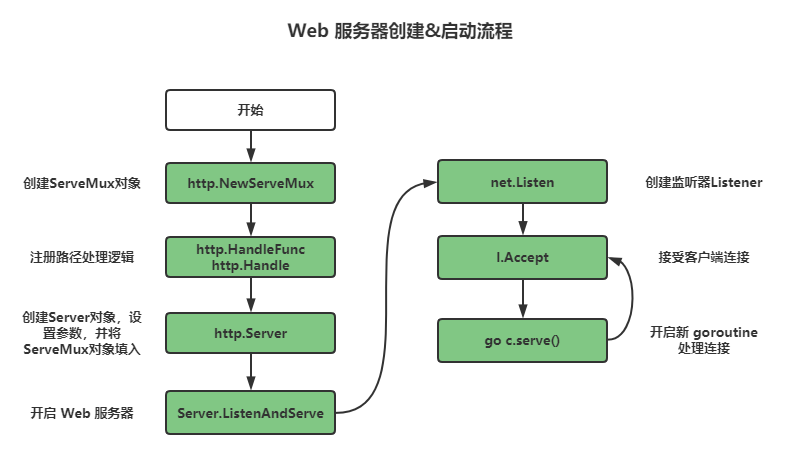 Web 服务器创建&启动流程
开始
创建ServeMux对象
http.NewServeMux
注册路径处理逻辑
http.HandleFunc
http.Handle
创建Server对象，设
置参数，并将
ServeMux对象填入
http.Server
开启 Web 服务器
Server.ListenAndServe
net.Listen
创建监听器Listener
l.Accept
接受客户端连接
go c.serve()
开启新 goroutine
处理连接